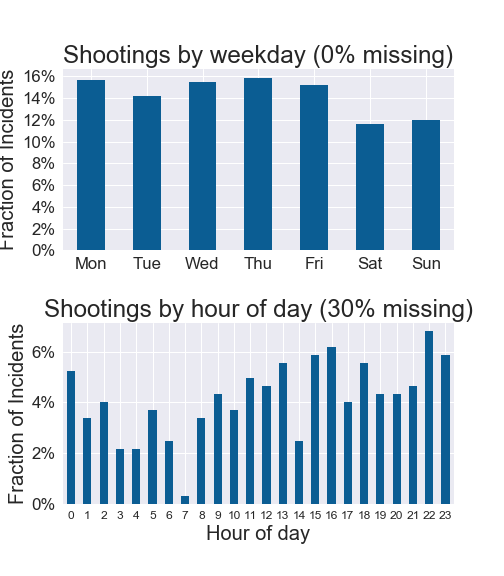 Shootings by weekday (0% missing)
Fraction of Incidents
16%
14%
12%
10%
8%
6%
4%
2%
0%
Mon Tue Wed Thu Fri Sat Sun
Shootings by hour of day (30% missing)
Fraction of Incidents
6%
4%
2%
0%
0 1 2 3 4 5 6 7 8 9 10 11 12 13 14 15 16 17 18 19 20 21 22 23
Hour of day